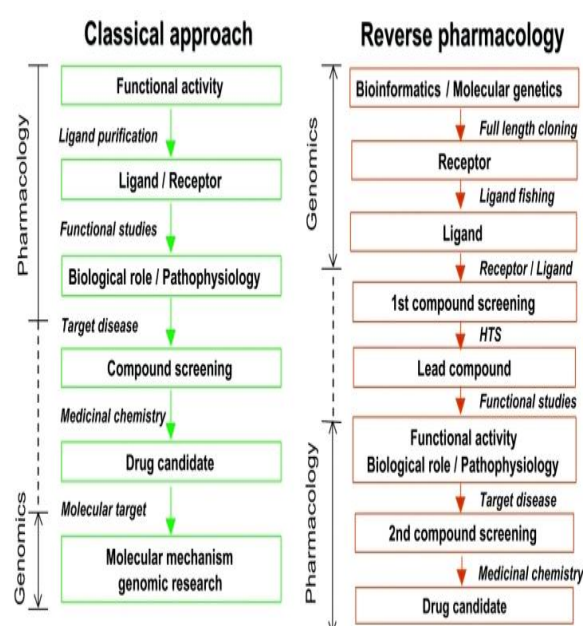 Classical approach
Functional activity
Ligand purification
Ligand / Receptor
Functional studies
Biological role / Pathophysiology
Target disease
Compound screening
Medicinal chemistry
Drug candidate
Molecular target
Molecular mechanism
genomic research
Pharmacology
Genomics
Reverse pharmacology
Bioinformatics / Molecular genetics
Full length cloning
Receptor
Ligand fishing
Ligand
Receptor / Ligand
1st compound screening
HTS
Lead compound
Functional studies
Functional activity
Biological role / Pathophysiology
Target disease
2nd compound screening
Medicinal chemistry
Drug candidate
Genomics
Pharmacology